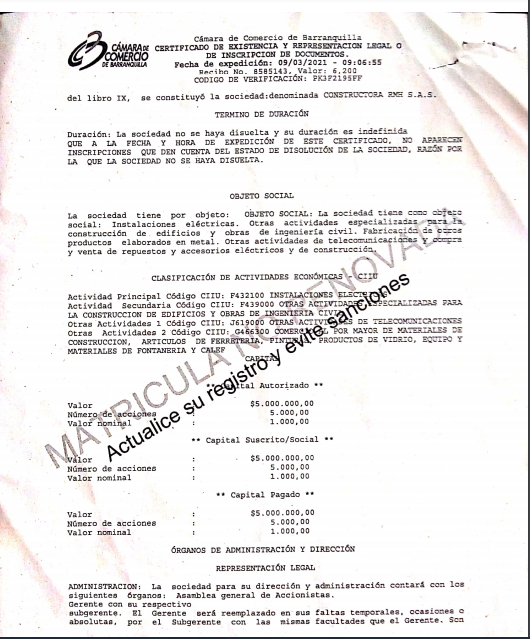 Cámara de Comercio de Barranquilla
CÁMARA DE
COMERCIO
DE BARRANQUILLA
CERTIFICADO DE EXISTENCIA Y REPRESENTACION LEGAL O
DE INSCRIPCION DE DOCUMENTOS.
Fecha de expedición: 09/03/2021 - 09:06:55
Recibo No. 8585143, Valor: 6,200
CODIGO DE VERIFICACIÓN: PK3F2195FF
del libro IX, se constituyó la sociedad:denominada CONSTRUCTORA RMH S.A.S.
TERMINO DE DURACIÓN
Duración: La sociedad no se haya disuelta y su duración es indefinida
QUE A LA FECHA Y HORA DE EXPEDICIÓN DE ESTE CERTIFICADO, NO APARECEN
INSCRIPCIONES QUE DEN CUENTA DEL ESTADO DE DISOLUCIÓN DE LA SOCIEDAD, RAZÓN POR
LA QUE LA SOCIEDAD NO SE HAYA DISUELTA.
OBJETO SOCIAL
La sociedad tiene por objeto: OBJETO SOCIAL: La sociedad tiene como objeto
social: Instalaciones eléctricas. Otras actividades especializadas para la
construcción de edificios y obras de ingeniería civil. Fabricación de otros
productos elaborados en metal. Otras actividades de telecomunicaciones y compra
y venta de repuestos y accesorios eléctricos y de construcción.
CLASIFICACIÓN DE ACTIVIDADES ECONÓMICAS - CIIU
Actividad Principal Código CIIU: F432100 INSTALACIONES
Actividad Secundaria Código CIIU: F439000 OTRAS ACTIVIDADES ESPECIALIZADAS PARA
LA CONSTRUCCION DE EDIFICIOS Y OBRAS DE INGENIERIA CIVIL
Otras Actividades 1 Código CIIU: J619000 OTRAS ACTIVIDADES DE TELECOMUNICACIONES
Otras Actividades 2 Código CIIU: G466300 POR MAYOR DE MATERIALES DE
CONSTRUCCION, ARTICULOS DE FERRETERIA, PINTURAS, PRODUCTOS DE VIDRIO, EQUIPO Y
MATERIALES DE FONTANERIA Y CALEF
CAPITAL
** Capital Autorizado **
Valor : $5.000.000,00
Número de acciones : 5.000,00
Valor nominal : 1.000,00
** Capital Suscrito/Social **
Valor : $5.000.000,00
Número de acciones : 5.000,00
Valor nominal : 1.000,00
** Capital Pagado **
Valor : $5.000.000,00
Número de acciones : 5.000,00
Valor nominal : 1.000,00
MATRICULA NO RENOVADA
Actualice su registro y evite sanciones
ÓRGANOS DE ADMINISTRACIÓN Y DIRECCIÓN
REPRESENTACIÓN LEGAL
ADMINISTRACION: La sociedad para su dirección y administración contará con los
siguientes órganos: Asamblea general de Accionistas.
Gerente con su respectivo
subgerente. El Gerente será reemplazado en sus faltas temporales, ocasiones o
absolutas, por el Subgerente con las mismas facultades que el Gerente. Son